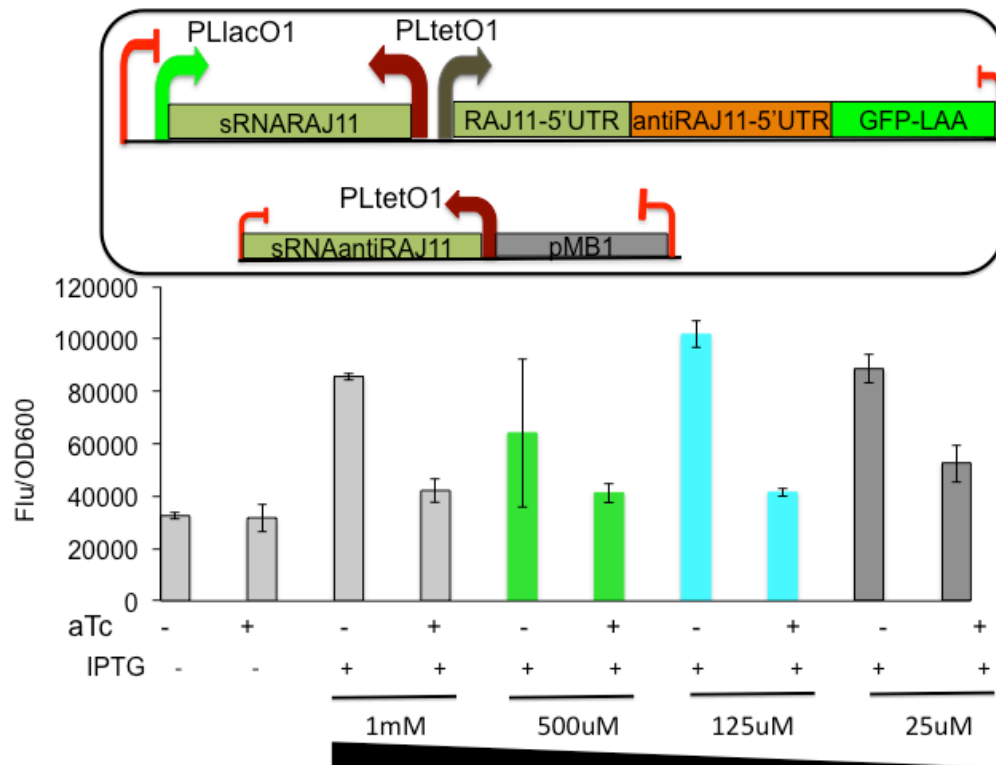 PLlacO1 PLtetO1
sRNARAJ11 RAJ11-5'UTR antiRAJ11-5'UTR GFP-LAA
PLtetO1
sRNAantiRAJ11 pMB1
120000
100000
80000
60000
40000
20000
0
Flu/OD600
aTc - + - + - + - + - +
IPTG - - + + + + + + + +
1mM 500uM 125uM 25uM